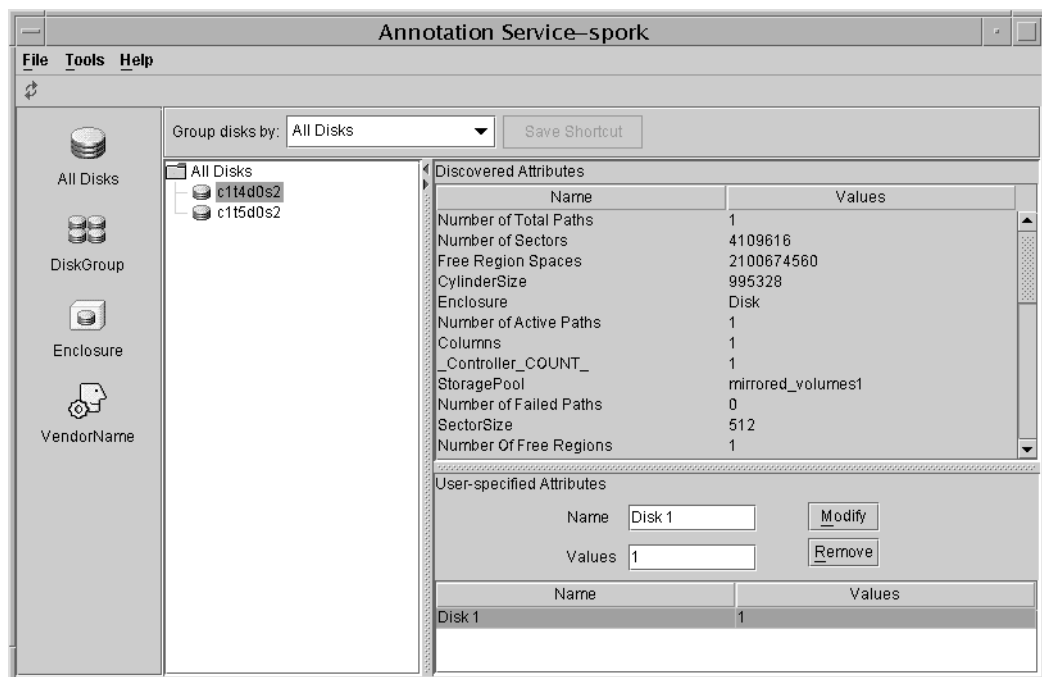 Annotation Service–spork
File Tools Help
Group disks by: All Disks Save Shortcut
All Disks
DiskGroup
Enclosure
VendorName
All Disks
c1t4d0s2
c1t5d0s2
Discovered Attributes
Name Values
Number of Total Paths 1
Number of Sectors 4109616
Free Region Spaces 2100674560
CylinderSize 995328
Enclosure Disk
Number of Active Paths 1
Columns 1
_Controller_COUNT_ 1
StoragePool mirrored_volumes1
Number of Failed Paths 0
SectorSize 512
Number Of Free Regions 1
User-specified Attributes
Name Disk 1 Modify
Values 1 Remove
Name Values
Disk 1 1